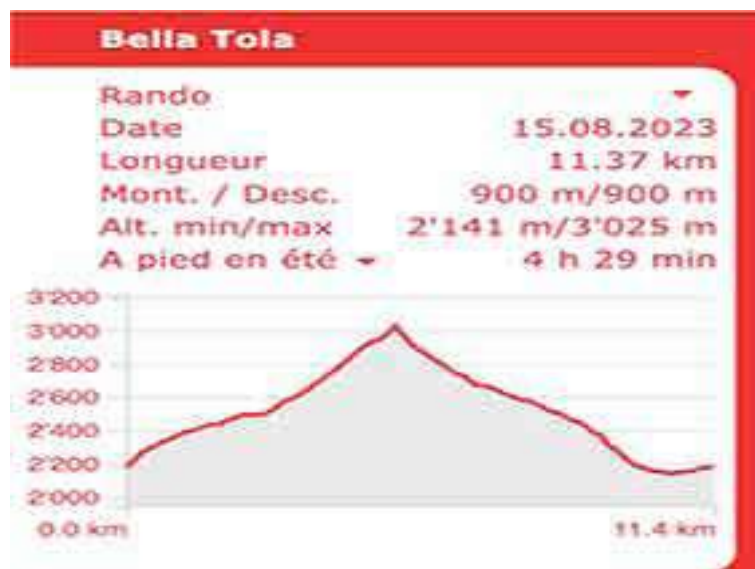 Bella Tola
Rando
Date 15.08.2023
Longueur 11.37 km
Mont. / Desc. 900 m/900 m
Alt. min/max 2'141 m/3'025 m
A pied en été 4 h 29 min
3'200
3'000
2'800
2'600
2'400
2'200
2'000
0.0 km 11.4 km